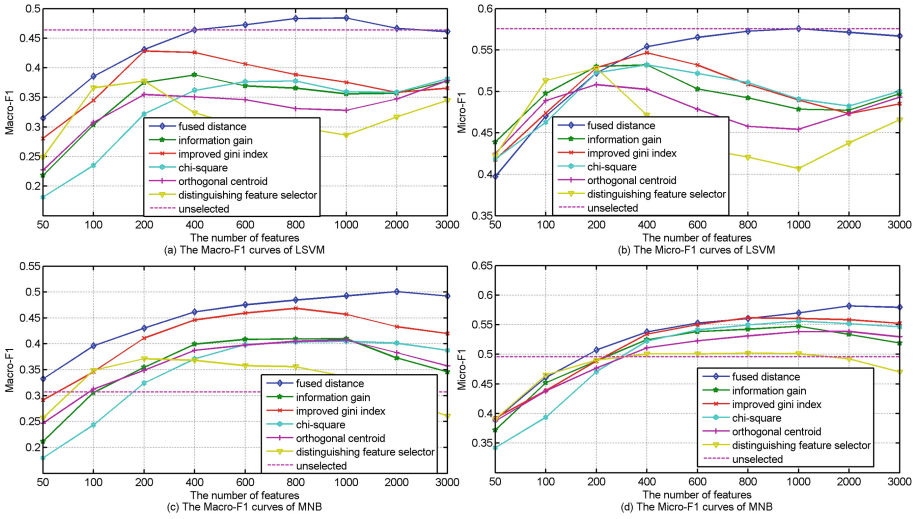 0.5
0.45
0.4
0.35
0.3
0.25
0.2
Macro-F1
fused distance
information gain
improved gini index
chi-square
orthogonal centroid
distinguishing feature selector
unselected
50 100 200 400 600 800 1000 2000 3000
The number of features
(a) The Macro-F1 curves of LSVM
0.6
0.55
0.5
0.45
0.4
0.35
Micro-F1
fused distance
information gain
improved gini index
chi-square
orthogonal centroid
distinguishing feature selector
unselected
50 100 200 400 600 800 1000 2000 3000
The number of features
(b) The Micro-F1 curves of LSVM
0.55
0.5
0.45
0.4
0.35
0.3
0.25
0.2
Macro-F1
fused distance
information gain
improved gini index
chi-square
orthogonal centroid
distinguishing feature selector
unselected
50 100 200 400 600 800 1000 2000 3000
The number of features
(c) The Macro-F1 curves of MNB
0.65
0.6
0.55
0.5
0.45
0.4
0.35
Micro-F1
fused distance
information gain
improved gini index
chi-square
orthogonal centroid
distinguishing feature selector
unselected
50 100 200 400 600 800 1000 2000 3000
The number of features
(d) The Micro-F1 curves of MNB